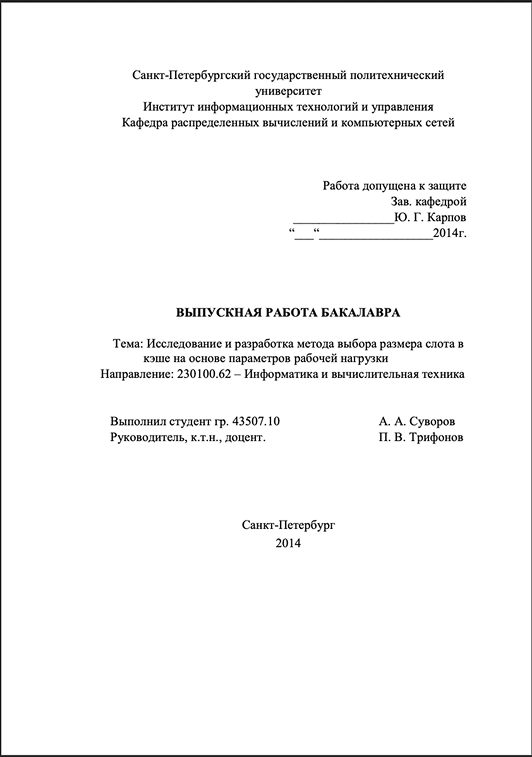 Санкт-Петербургский государственный политехнический
университет
Институт информационных технологий и управления
Кафедра распределенных вычислений и компьютерных сетей
Работа допущена к защите
Зав. кафедрой
_________________Ю. Г. Карпов
“___“___________________2014г.
ВЫПУСКНАЯ РАБОТА БАКАЛАВРА
Тема: Исследование и разработка метода выбора размера слота в
кэше на основе параметров рабочей нагрузки
Направление: 230100.62 – Информатика и вычислительная техника
Выполнил студент гр. 43507.10 А. А. Суворов
Руководитель, к.т.н., доцент. П. В. Трифонов
Санкт-Петербург
2014